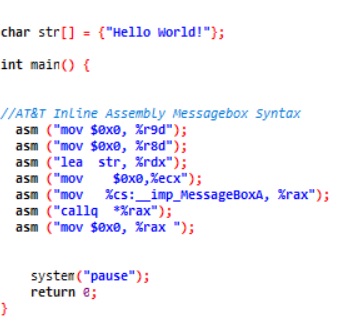 char str[] = {"Hello World!"};
int main() {
//AT&T Inline Assembly Messagebox Syntax
asm ("mov $0x0, %r9d");
asm ("mov $0x0, %r8d");
asm ("lea  str, %rdx");
asm ("mov    $0x0,%ecx");
asm ("mov   %cs:__imp_MessageBoxA, %rax");
asm ("callq  *%rax");
asm ("mov $0x0, %rax ");
system("pause");
return 0;
}